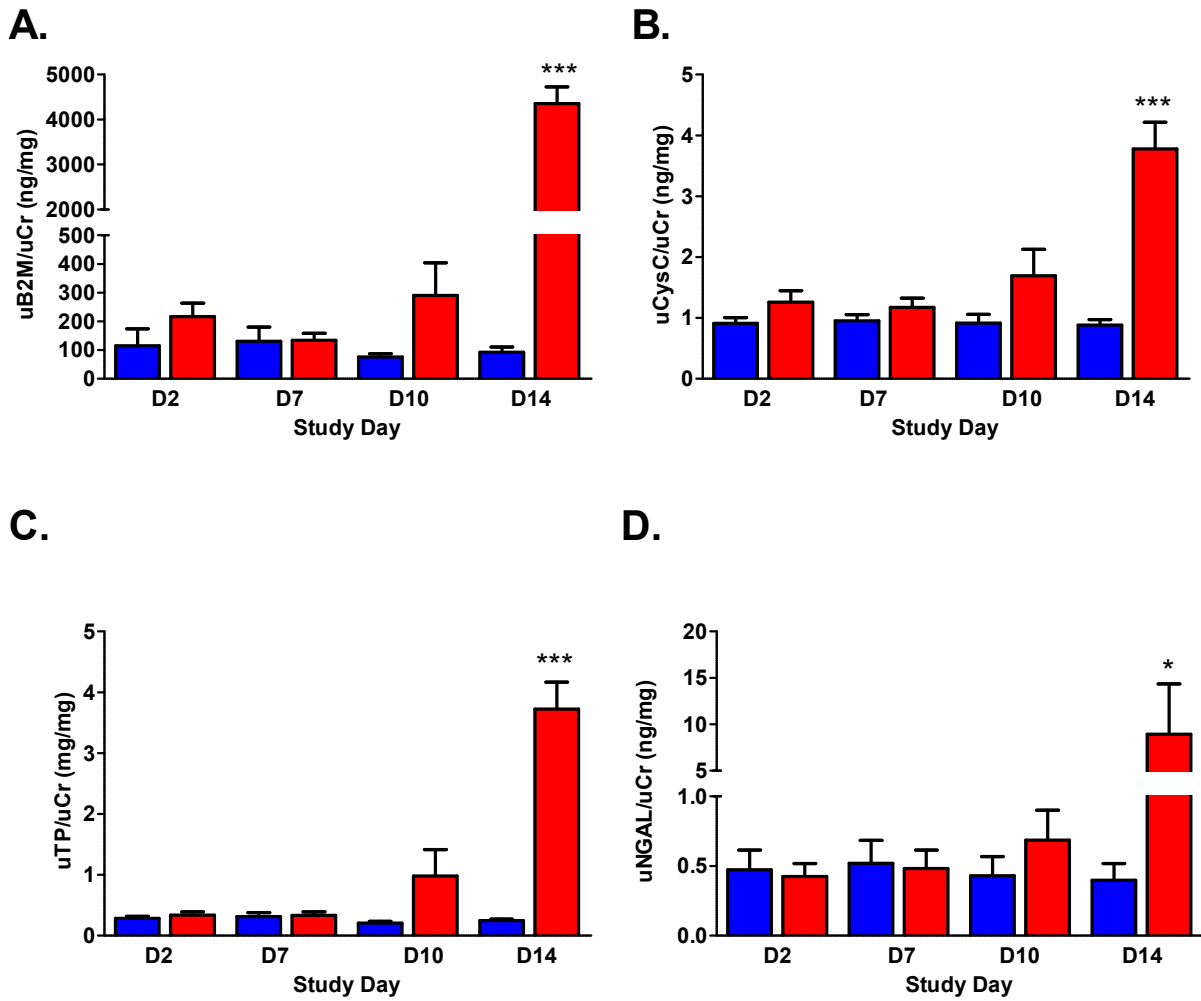 A.
uB2M/uCr (ng/mg)
5000
4000
3000
2000
500
400
300
200
100
0
***
D2 D7 D10 D14
Study Day
B.
uCysC/uCr (ng/mg)
5
4
3
2
1
0
***
D2 D7 D10 D14
Study Day
C.
uTP/uCr (mg/mg)
5
4
3
2
1
0
***
D2 D7 D10 D14
Study Day
D.
uNGAL/uCr (ng/mg)
20
15
10
5
1.0
0.5
0.0
*
D2 D7 D10 D14
Study Day